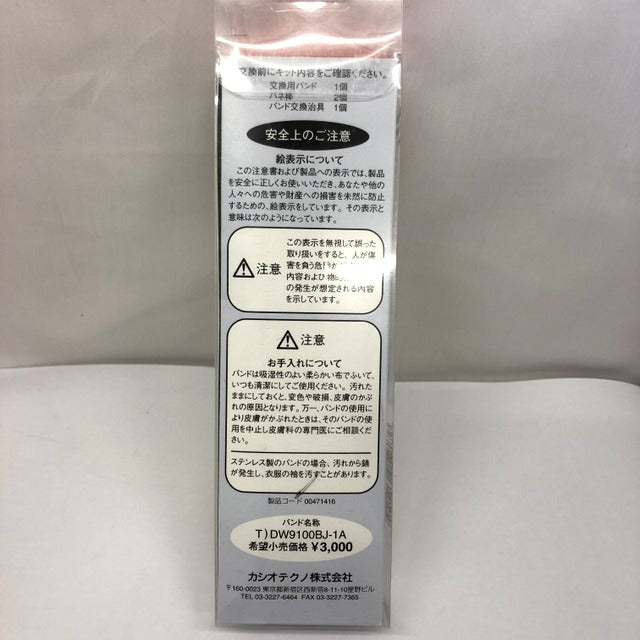 交換前にキット内容をご確認ください。
交換用バンド 1個
バネ棒 2個
バンド交換治具 1個
安全上のご注意
絵表示について
この注意書および製品への表示では、製品
を安全に正しくお使いいただき、あなたや他の
人々への危害や財産への損害を未然に防止
するための、絵表示をしています。その表示と
意味は次のようになっています。
注意
この表示を無視して誤った
取り扱いをすると、人が傷
害を負う危険が
内容および物的
の発生が想定される内容
を示しています。
注意
お手入れについて
バンドは吸湿性のよい柔らかい布でふいて、
いつも清潔にしてご使用ください。汚れた
ままにしておくと、変色や破損、皮膚のかぶ
れの原因となります。万一、バンドの使用に
より皮膚がかぶれたときは、そのバンドの使
用を中止し皮膚科の専門医にご相談くださ
い。
ステンレス製のバンドの場合、汚れから錆
が発生し、衣服の袖を汚すことがあります。
製品コード 00471416
バンド名称
T)DW9100BJ-1A
希望小売価格 ¥3,000
カシオテクノ株式会社
〒160-0023 東京都新宿区西新宿8-11-10星野ビル
TEL 03-3227-6464 FAX 03-3227-7365